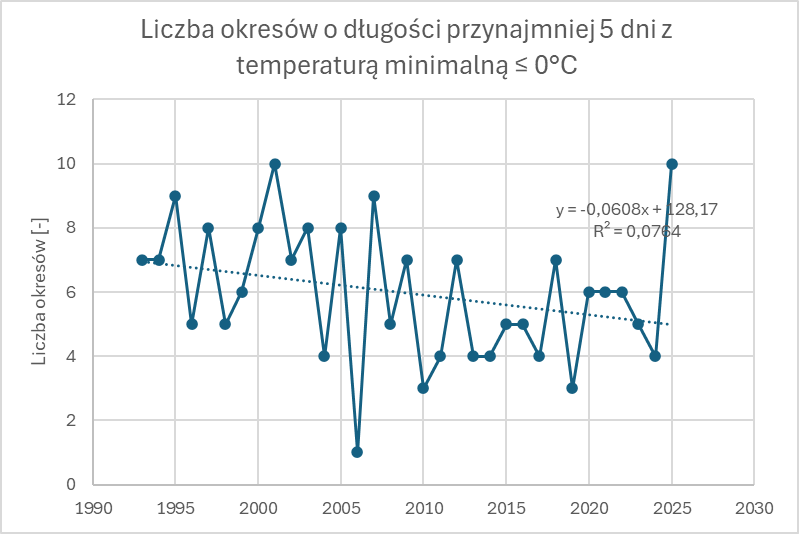 Liczba okresów o długości przynajmniej 5 dni z
temperaturą minimalną ≤ 0°C
Liczba okresów [-]
12
10
8
6
4
2
0
y = -0,0608x + 128,17
R² = 0,0764
1990 1995 2000 2005 2010 2015 2020 2025 2030